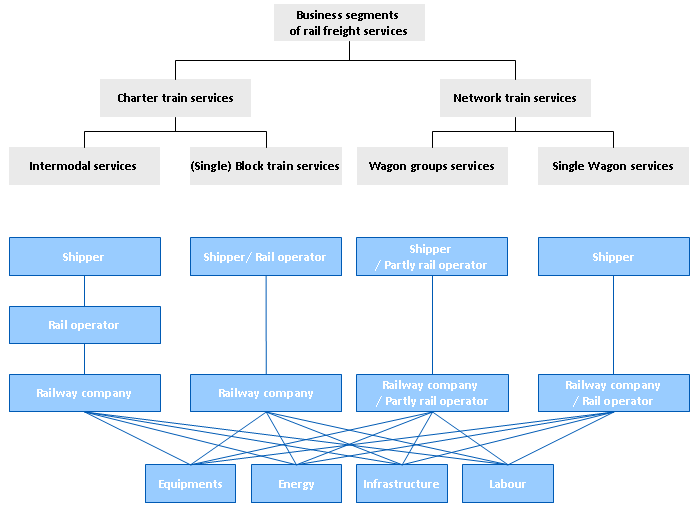 Business segments
of rail freight services
Charter train services
Network train services
Intermodal services
(Single) Block train services
Wagon groups services
Single Wagon services
Shipper
Shipper/ Rail operator
Shipper
/ Partly rail operator
Shipper
Rail operator
Railway company
Railway company
Railway company
/ Partly rail operator
Railway company
/ Rail operator
Equipments
Energy
Infrastructure
Labour